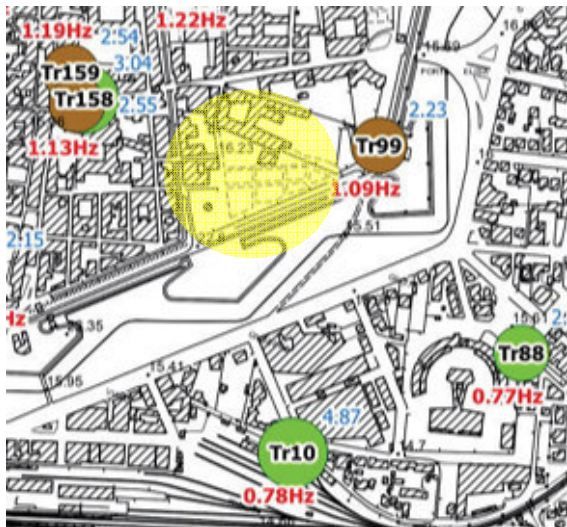 1.22Hz
1.19Hz
2.54
Tr159
3.04
Tr158
2.55
1.13Hz
2.23
Tr99
16.23
1.09Hz
2.15
15.51
Hz
15.95
15.41
Tr88
0.77Hz
4.87
Tr10
0.78Hz